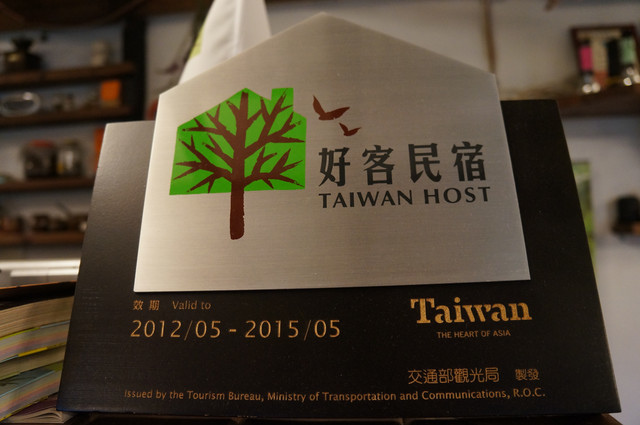 好客民宿
TAIWAN HOST
效期 Valid to
2012/05 - 2015/05
Taiwan
THE HEART OF ASIA
交通部觀光局 製發
Issued by the Tourism Bureau, Ministry of Transportation and Communications, R.O.C.